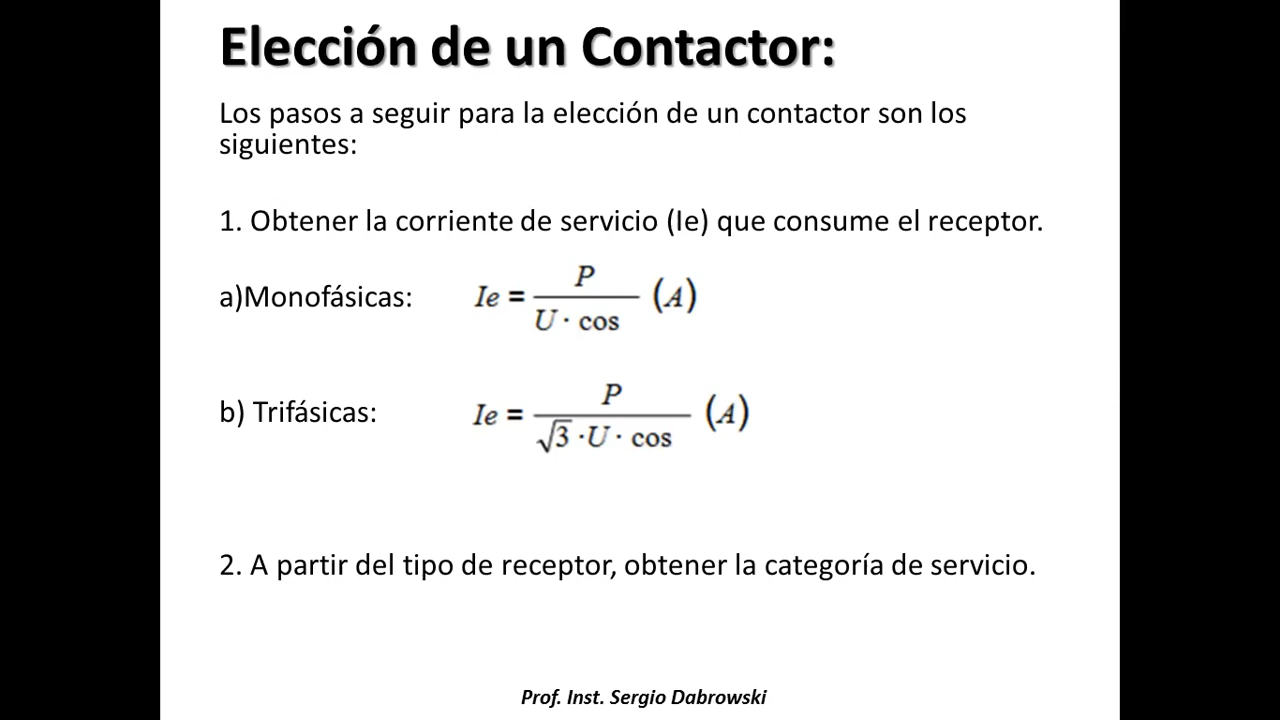 Elección de un Contactor:
Los pasos a seguir para la elección de un contactor son los
siguientes:
1. Obtener la corriente de servicio (Ie) que consume el receptor.
a)Monofásicas: Ie = P / U · cos (A)
b) Trifásicas: Ie = P / √3 · U · cos (A)
2. A partir del tipo de receptor, obtener la categoría de servicio.
Prof. Inst. Sergio Dabrowski